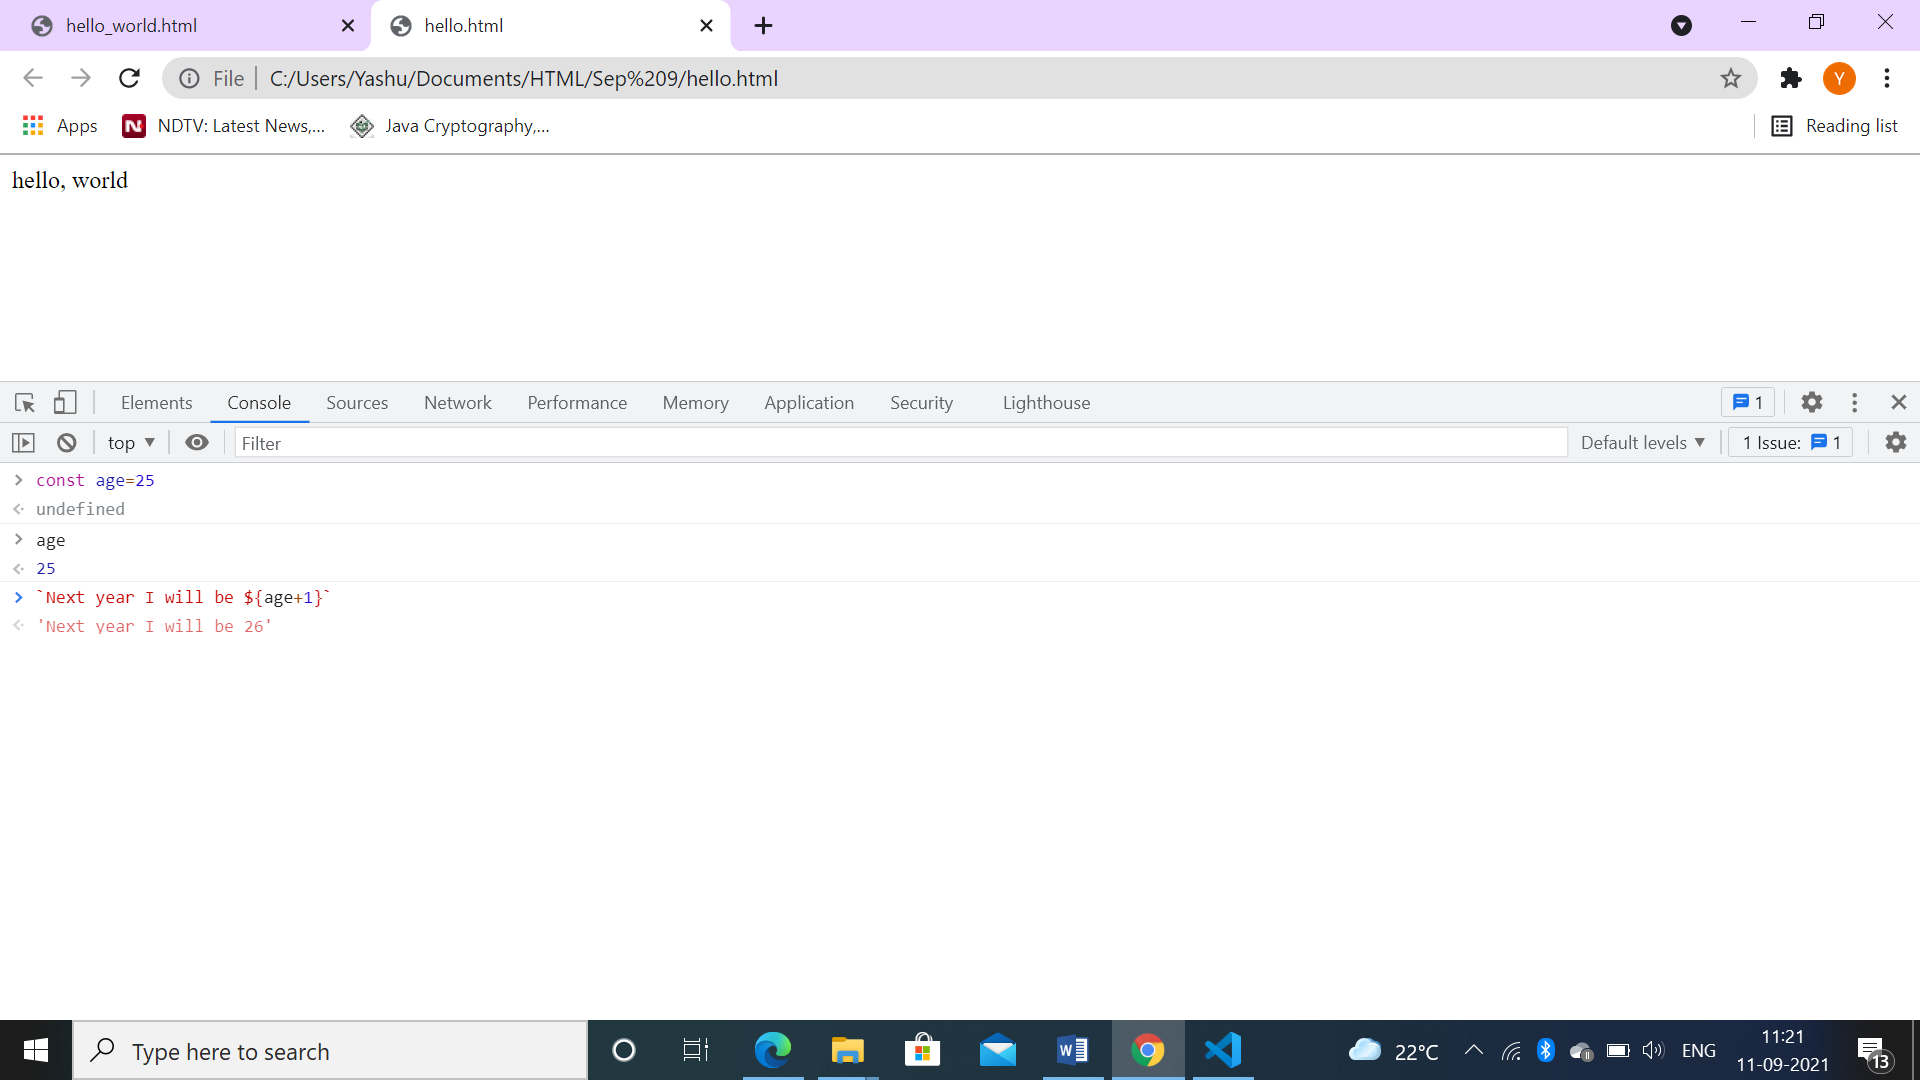 hello_world.html
hello.html
File
C:/Users/Yashu/Documents/HTML/Sep%209/hello.html
Y
Apps
NDTV: Latest News,...
Java Cryptography,...
Reading list
hello, world
Elements Console Sources Network Performance Memory Application Security Lighthouse
1
top
Filter
Default levels
1 Issue: 1
const age=25
undefined
age
25
`Next year I will be ${age+1}`
'Next year I will be 26'
Type here to search
22°C
ENG
11:21
11-09-2021
13